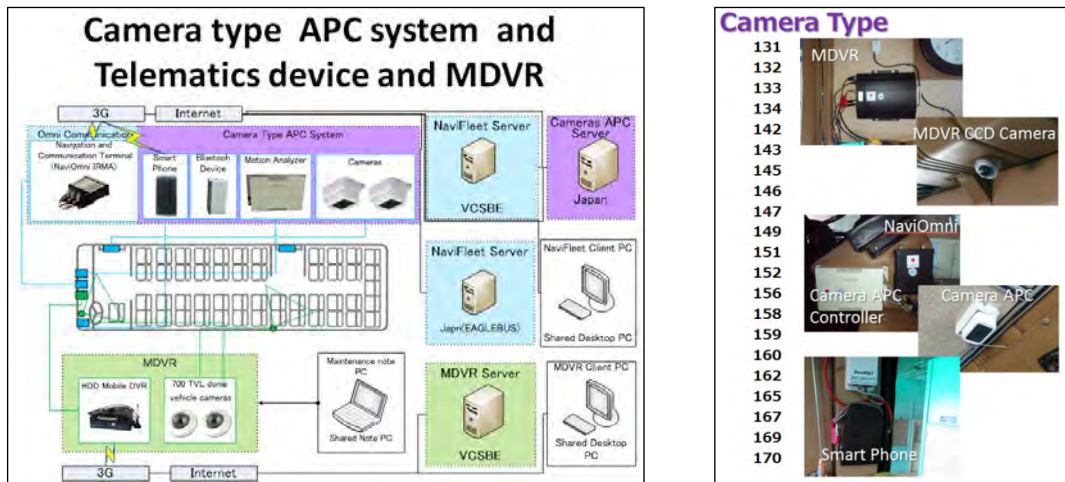 Camera type APC system and
Telematics device and MDVR
3G
Internet
Omni Communication
Navigation and
Communication Terminal
(NaviOmni IRMA)
Camera Type APC System
Smart
Phone
Bluetooh
Device
Motion Analyzer
Cameras
NaviFleet Server
VCSBE
Cameras APC
Server
Japan
NaviFleet Server
Japn(EAGLEBUS)
NaviFleet Client PC
Shared Desktop PC
MDVR
HDD Mobile DVR
700 TVL dome
vehicle cameras
Maintenance note
PC
Shared Note PC
MDVR Server
VCSBE
MDVR Client PC
Shared Desktop
PC
3G
Internet
Camera Type
131
132
133
134
142
143
145
146
147
149
151
152
156
158
159
160
162
165
167
169
170
MDVR
MDVR CCD Camera
NaviOmni
Camera APC
Controller
Camera APC
Smart Phone